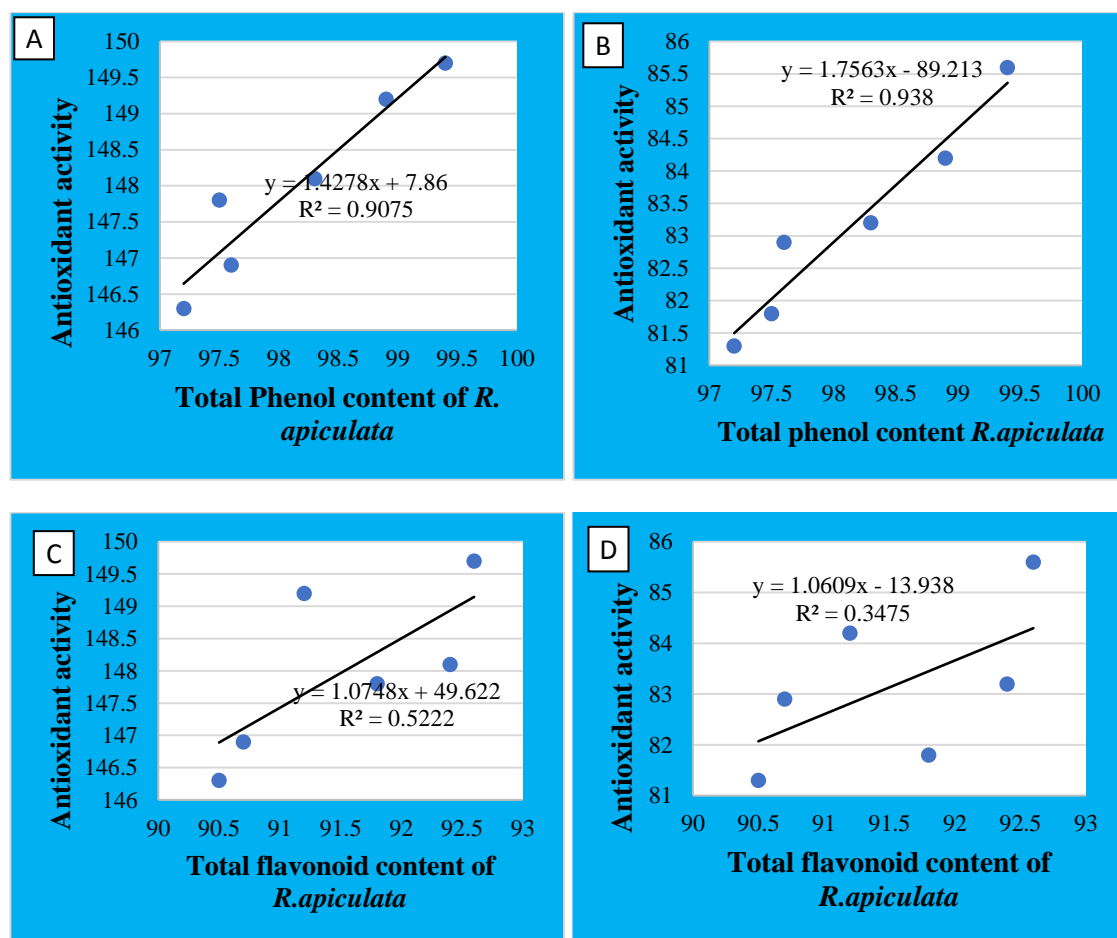 A
150
149.5
149
148.5
148
147.5
147
146.5
146
Antioxidant activity
y = 1.4278x + 7.86
R² = 0.9075
97 97.5 98 98.5 99 99.5 100
Total Phenol content of R.
apiculata
B
86
85.5
85
84.5
84
83.5
83
82.5
82
81.5
81
Antioxidant activity
y = 1.7563x - 89.213
R² = 0.938
97 97.5 98 98.5 99 99.5 100
Total phenol content R.apiculata
C
150
149.5
149
148.5
148
147.5
147
146.5
146
Antioxidant activity
y = 1.0748x + 49.622
R² = 0.5222
90 90.5 91 91.5 92 92.5 93
Total flavonoid content of
R.apiculata
D
86
85
84
83
82
81
Antioxidant activity
y = 1.0609x - 13.938
R² = 0.3475
90 90.5 91 91.5 92 92.5 93
Total flavonoid content of
R.apiculata